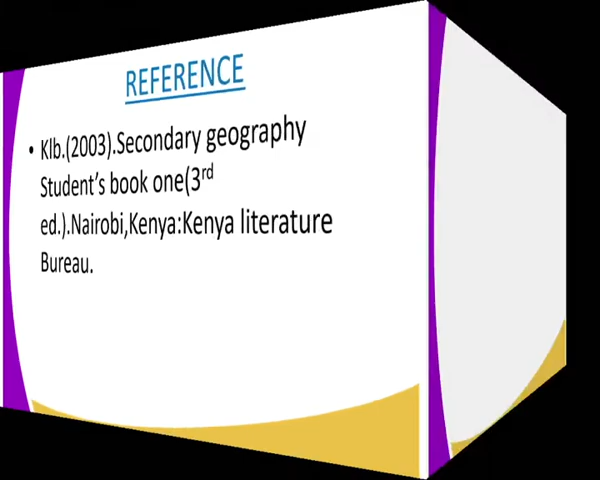 REFERENCE
• Klb.(2003).Secondary geography
Student's book one(3rd
ed.).Nairobi,Kenya:Kenya literature
Bureau.